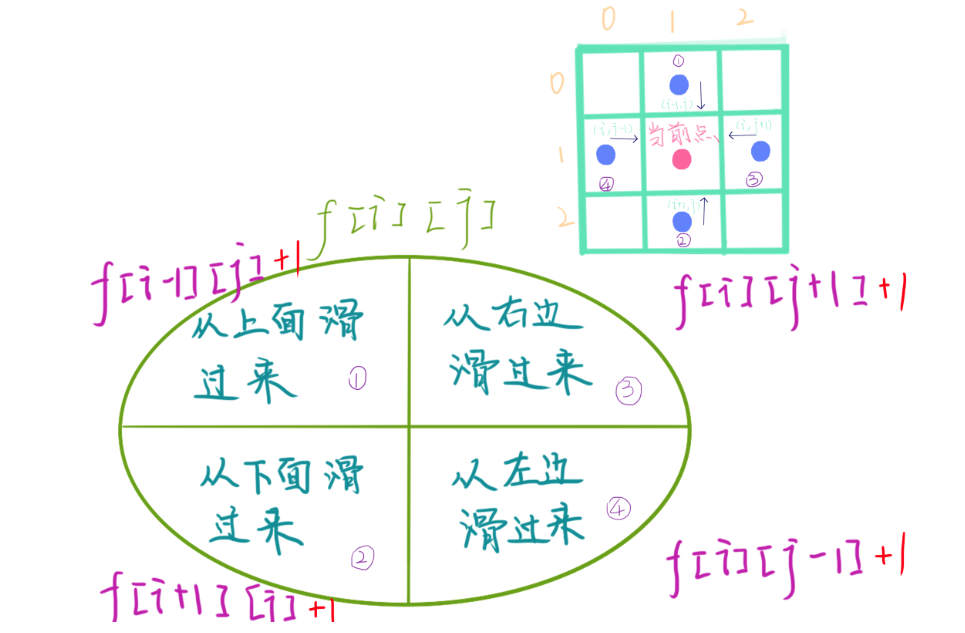 0 1 2
0
①
(i-1,j)
(i,j-1)
当前点
(i,j+1)
1
④
③
2
(i+1,j)
②
f[i][j]
f[i-1][j]+1
f[i][j+1]+1
从上面滑
过来 ①
从右边
滑过来 ③
从下面滑
过来 ②
从左边
滑过来 ④
f[i+1][j]+1
f[i][j-1]+1